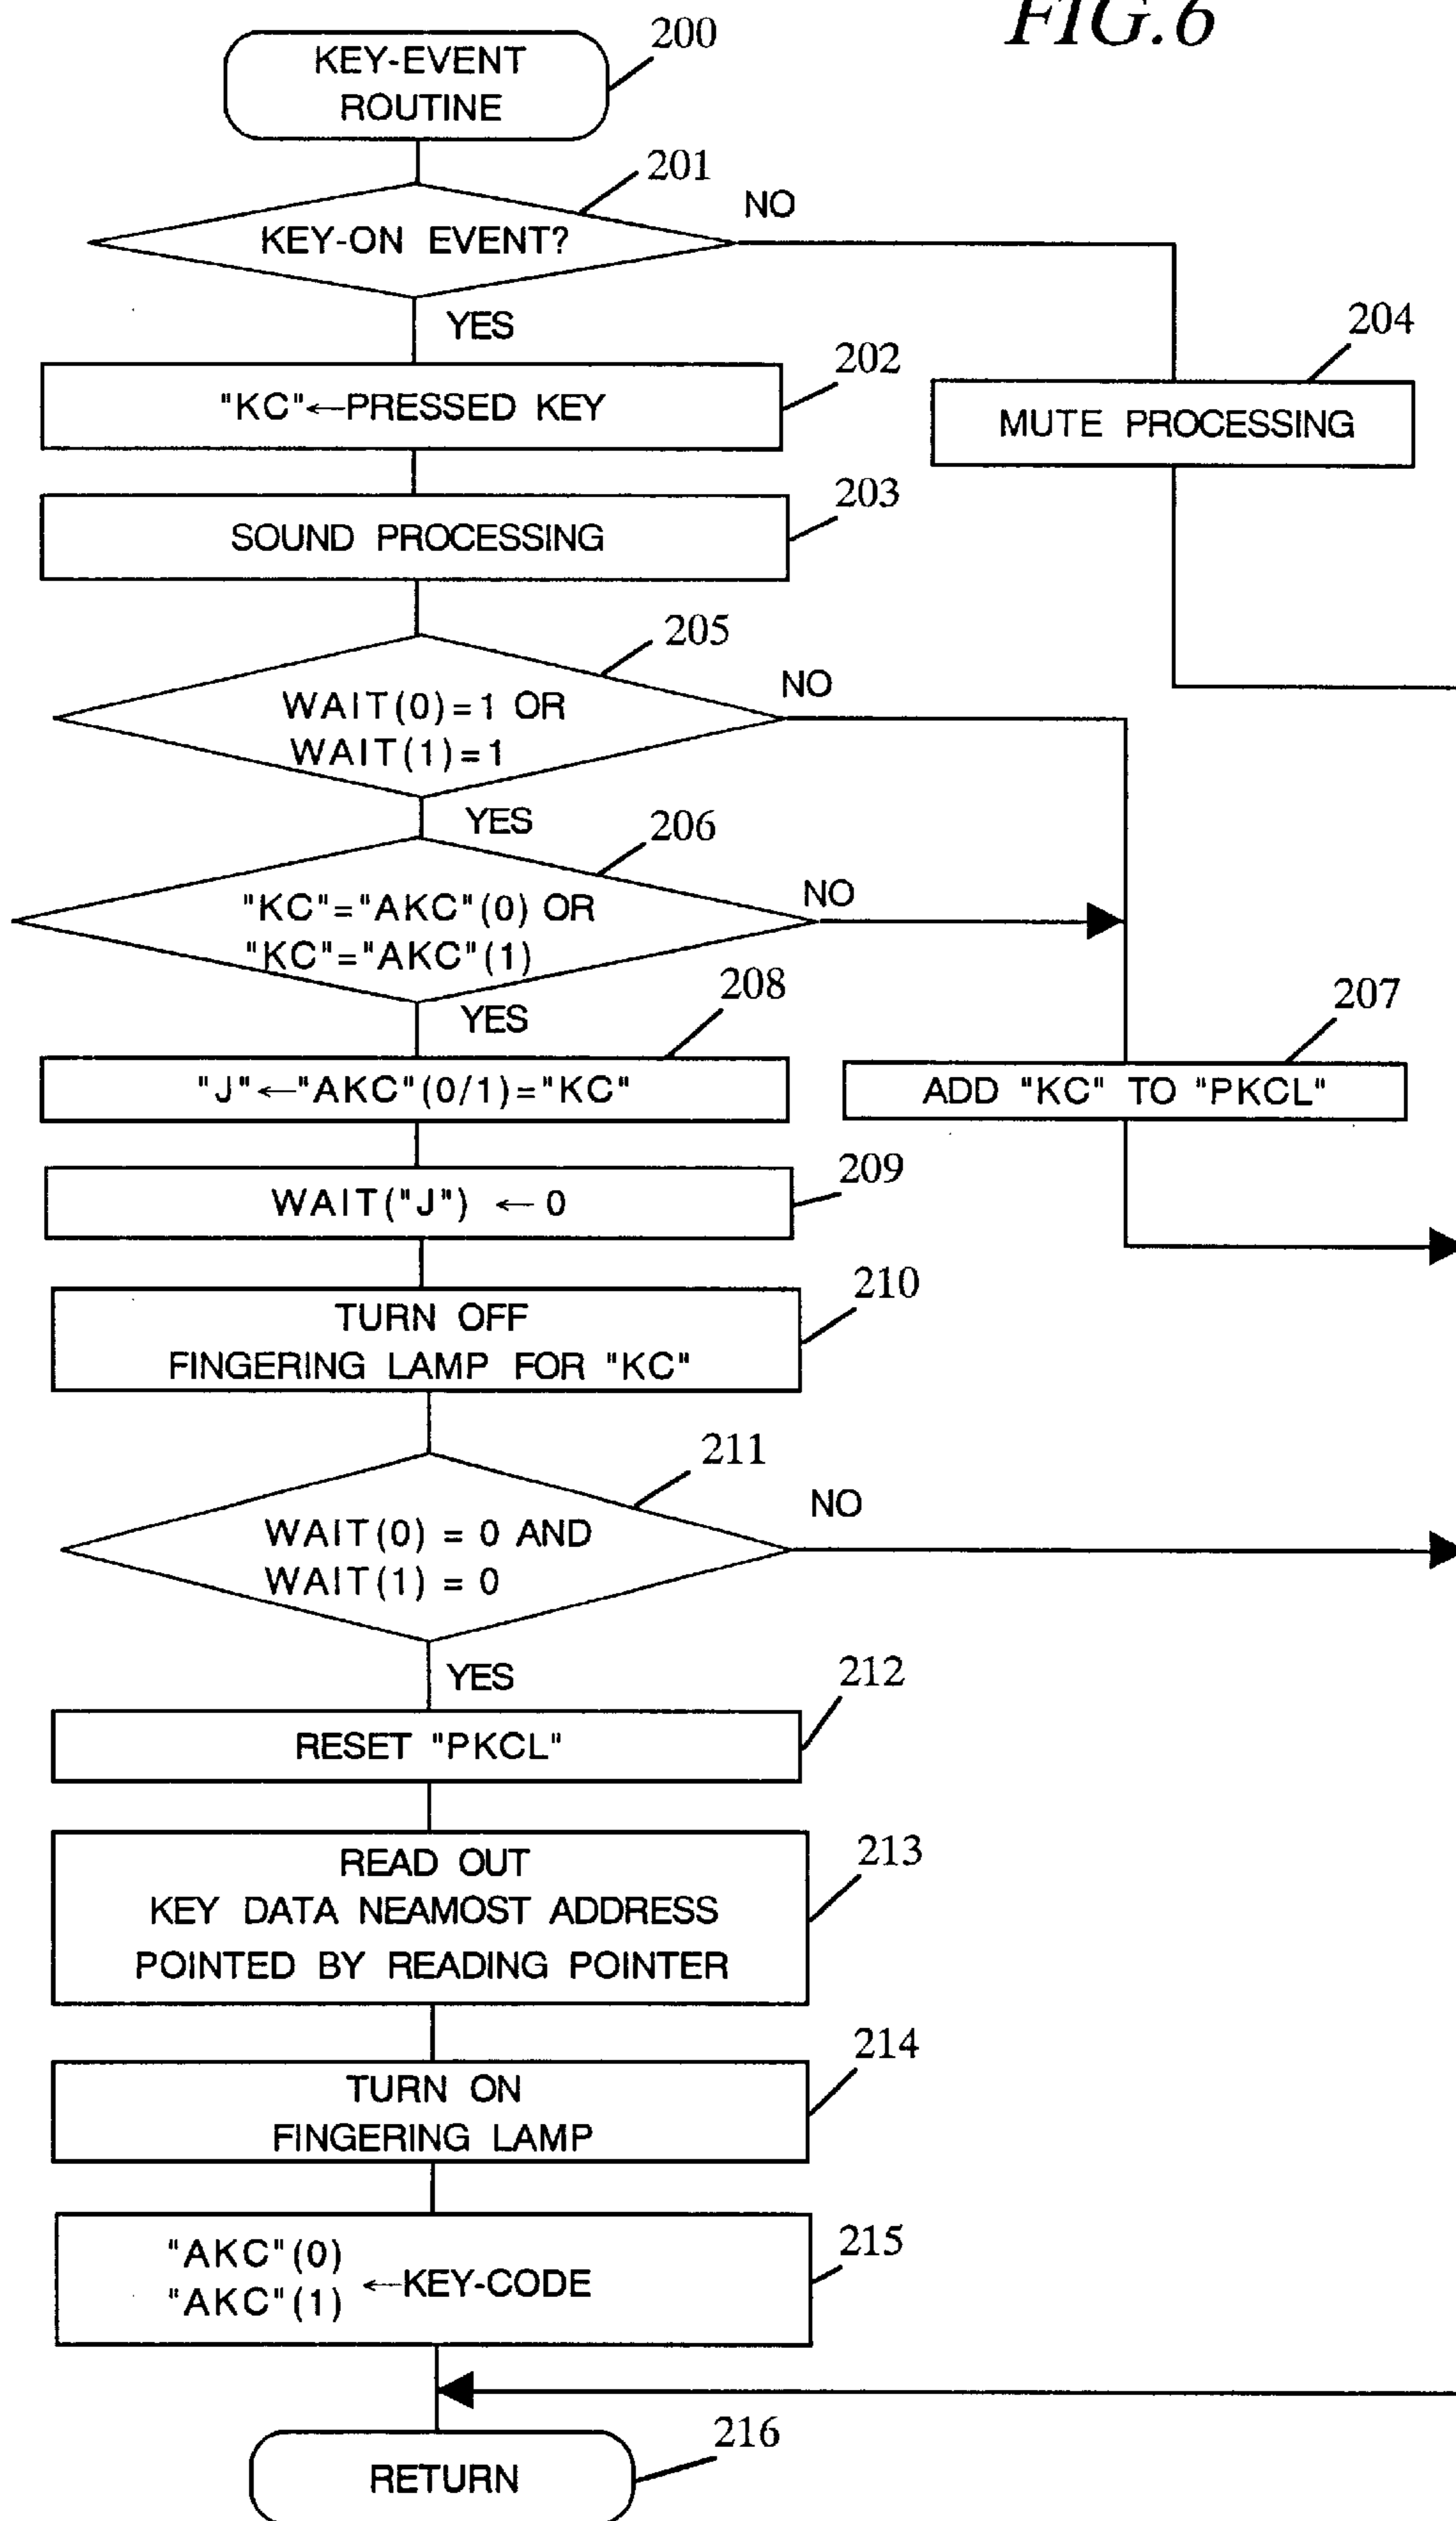 FIG.6
200
KEY-EVENT
ROUTINE
201
NO
KEY-ON EVENT?
YES
204
202
"KC"←PRESSED KEY
MUTE PROCESSING
203
SOUND PROCESSING
205
NO
WAIT(0)=1 OR
WAIT(1)=1
YES
206
NO
"KC"="AKC"(0) OR
"KC"="AKC"(1)
208
207
YES
"J"←"AKC"(0/1)="KC"
ADD "KC" TO "PKCL"
209
WAIT("J") ← 0
210
TURN OFF
FINGERING LAMP FOR "KC"
211
NO
WAIT(0) = 0 AND
WAIT(1) = 0
YES
212
RESET "PKCL"
213
READ OUT
KEY DATA NEAMOST ADDRESS
POINTED BY READING POINTER
214
TURN ON
FINGERING LAMP
215
"AKC"(0)
"AKC"(1)
←KEY-CODE
216
RETURN